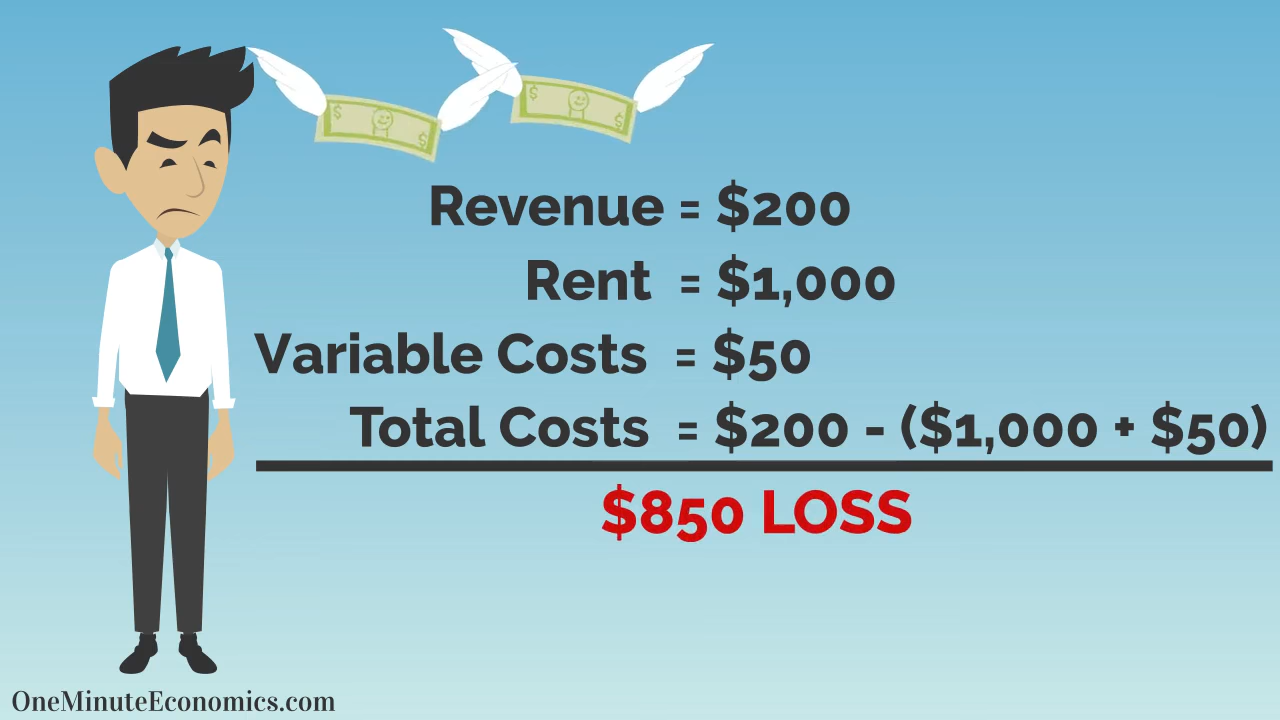 Revenue = $200
Rent = $1,000
Variable Costs = $50
Total Costs = $200 - ($1,000 + $50)
$850 LOSS
OneMinuteEconomics.com